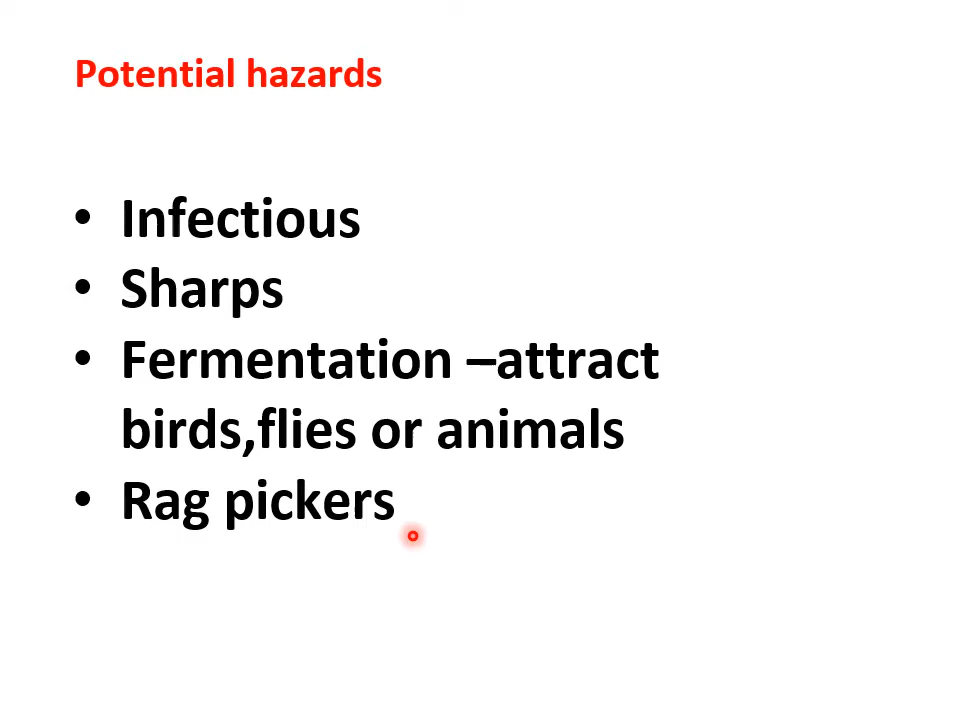 Potential hazards
• Infectious
• Sharps
• Fermentation –attract
birds,flies or animals
• Rag pickers